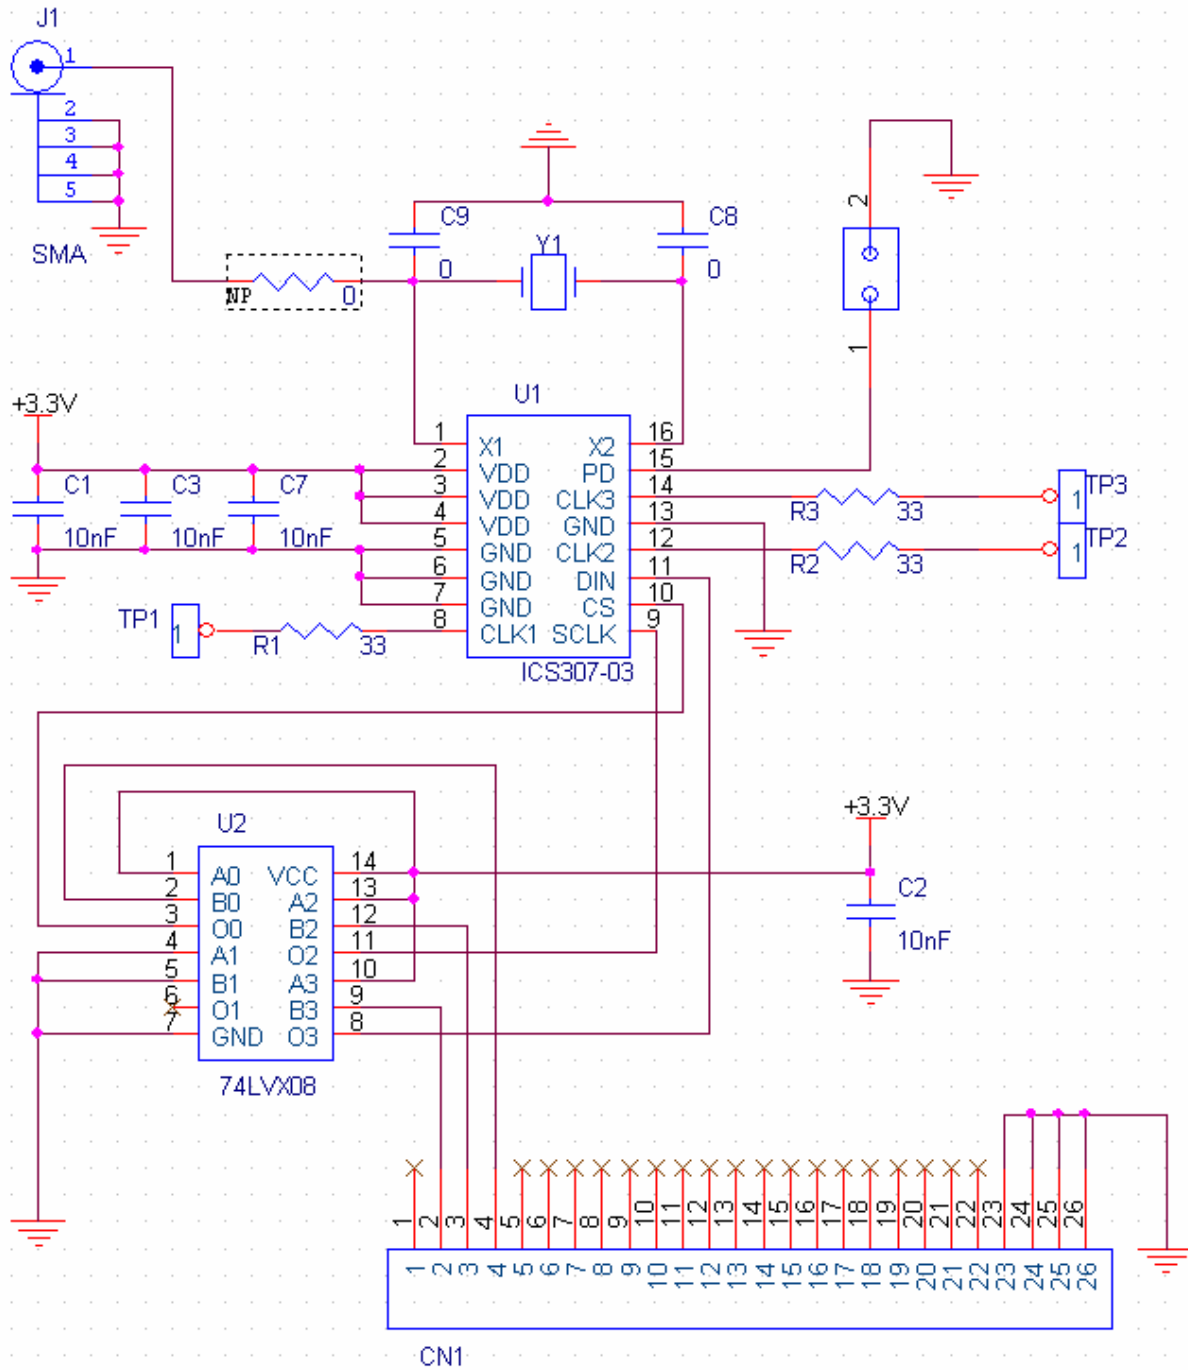 J1
1
2
3
4
5
SMA
C9
0
Y1
C8
0
NP
0
2
1
+3.3V
U1
1 X1 X2 16
2 VDD PD 15
3 VDD CLK3 14
4 VDD GND 13
5 GND CLK2 12
6 GND DIN 11
7 GND CS 10
8 CLK1 SCLK 9
ICS307-03
C1 C3 C7
10nF 10nF 10nF
TP1 1
R1 33
R3 33
1 TP3
R2 33
1 TP2
U2
1 A0 VCC 14
2 B0 A2 13
3 O0 B2 12
4 A1 O2 11
5 B1 A3 10
6 O1 B3 9
7 GND O3 8
74LVX08
+3.3V
C2
10nF
1 2 3 4 5 6 7 8 9 10 11 12 13 14 15 16 17 18 19 20 21 22 23 24 25 26
1 2 3 4 5 6 7 8 9 10 11 12 13 14 15 16 17 18 19 20 21 22 23 24 25 26
CN1